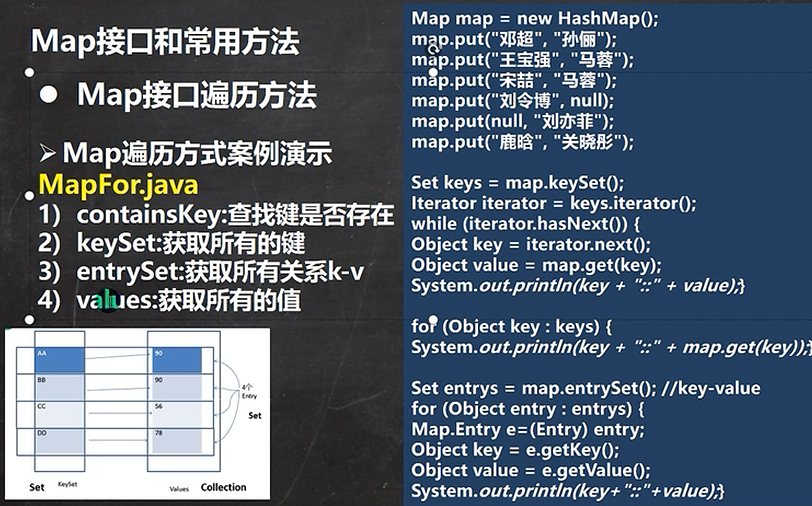 Map接口和常用方法
● Map接口遍历方法
➢ Map遍历方式案例演示
MapFor.java
1) containsKey:查找键是否存在
2) keySet:获取所有的键
3) entrySet:获取所有关系k-v
4) values:获取所有的值
AA 90
BB 90
CC 56
DD 78
4个
Entry
Set
Set KeySet Values Collection
Map map = new HashMap();
map.put("邓超", "孙俪");
map.put("王宝强", "马蓉");
map.put("宋喆", "马蓉");
map.put("刘令博", null);
map.put(null, "刘亦菲");
map.put("鹿晗", "关晓彤");
Set keys = map.keySet();
Iterator iterator = keys.iterator();
while (iterator.hasNext()) {
Object key = iterator.next();
Object value = map.get(key);
System.out.println(key + "::" + value);}
for (Object key : keys) {
System.out.println(key + "::" + map.get(key));}
Set entrys = map.entrySet(); //key-value
for (Object entry : entrys) {
Map.Entry e=(Entry) entry;
Object key = e.getKey();
Object value = e.getValue();
System.out.println(key+"::"+value);}